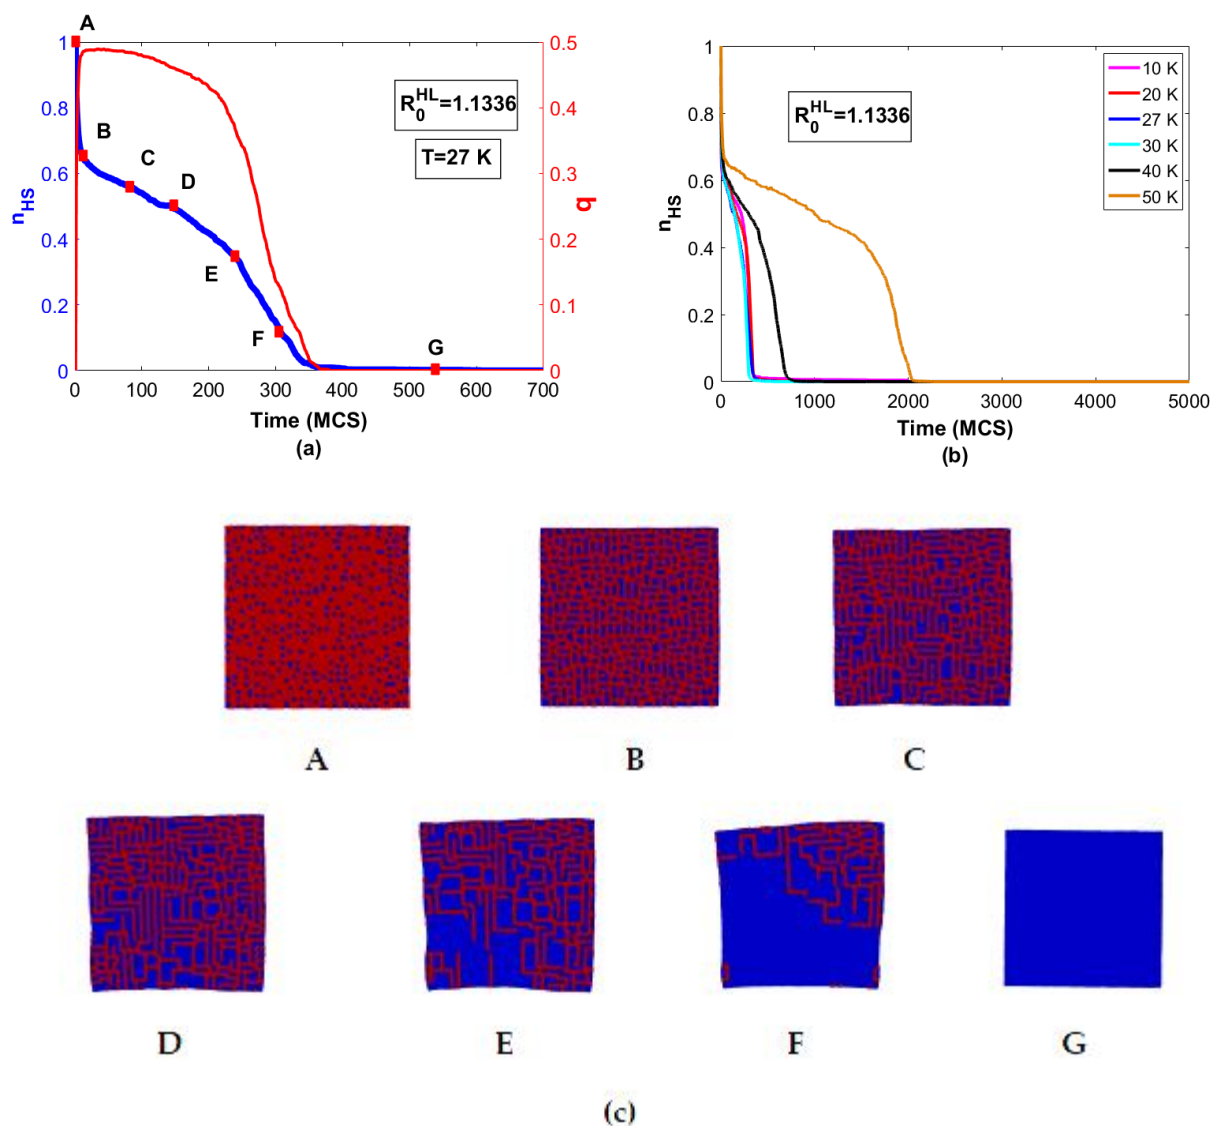 A
1
0.8
0.6
0.4
0.2
0
n_HS
B
C
D
E
F
G
R_0^HL=1.1336
T=27 K
0.5
0.4
0.3
0.2
0.1
0
q
0 100 200 300 400 500 600 700
Time (MCS)
(a)
1
0.8
0.6
0.4
0.2
0
n_HS
R_0^HL=1.1336
10 K
20 K
27 K
30 K
40 K
50 K
0 1000 2000 3000 4000 5000
Time (MCS)
(b)
A B C
D E F G
(c)